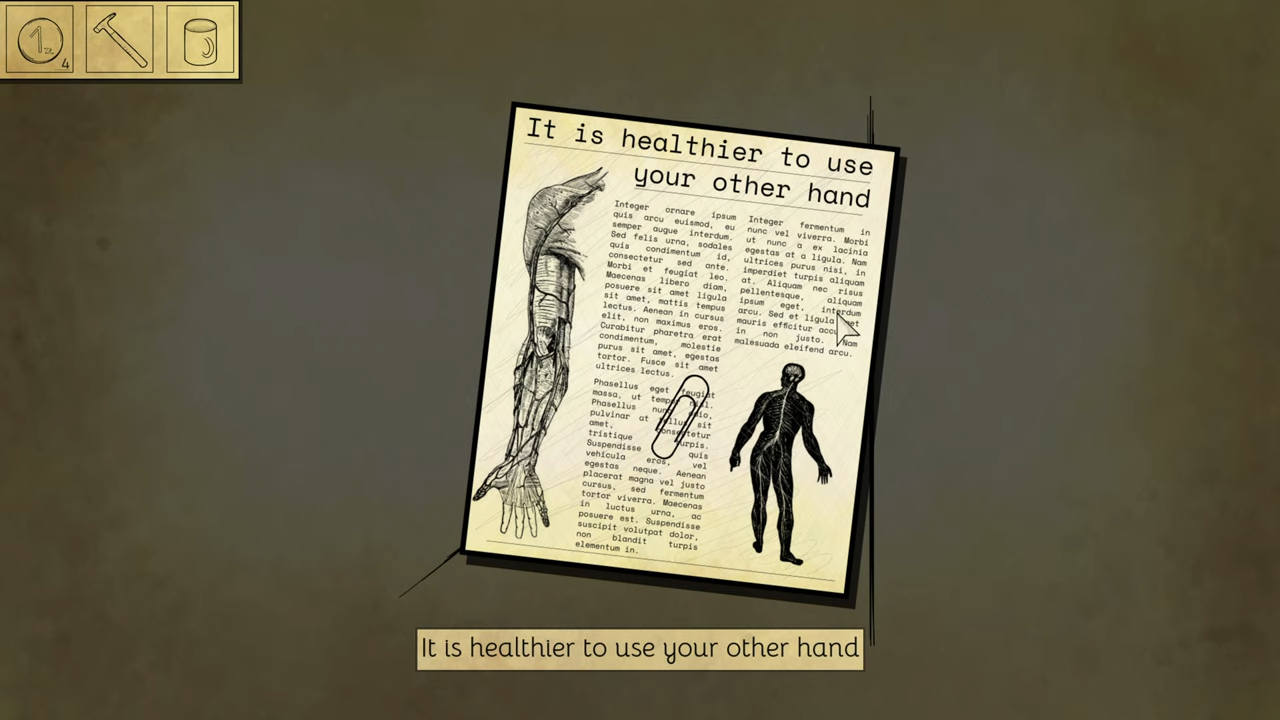 1
zł
4
It is healthier to use
your other hand
Integer ornare ipsum
quis arcu euismod, eu
semper augue interdum.
Sed felis urna, sodales
quis condimentum id,
consectetur sed ante.
Morbi et feugiat leo.
Maecenas libero diam,
posuere sit amet ligula
sit amet, mattis tempus
lectus. Aenean in cursus
elit, non maximus eros.
Curabitur pharetra erat
condimentum, molestie
purus sit amet, egestas
tortor. Fusce sit amet
ultrices lectus.
Phasellus eget feugiat
massa, ut
Phasellus
pulvinar at sit
amet,
tristique
Suspendisse quis
vehicula eros, vel
egestas neque. Aenean
placerat magna vel justo
cursus, sed fermentum
tortor viverra. Maecenas
in luctus urna, ac
posuere est. Suspendisse
suscipit volutpat dolor,
non blandit turpis
elementum in.
Integer fermentum in
nunc vel viverra. Morbi
ut nunc a ex lacinia
egestas at a ligula. Nam
ultrices purus nisi, in
imperdiet turpis aliquam
at. Aliquam nec risus
pellentesque, aliquam
ipsum eget, interdum
arcu. Sed et ligula
mauris efficitur
in non justo. Nam
malesuada eleifend arcu.
It is healthier to use your other hand